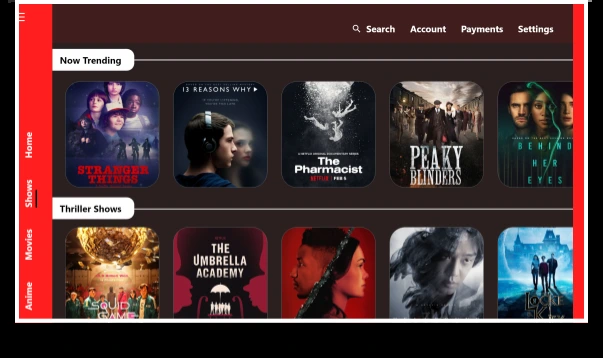 Search Account Payments Settings
Now Trending
STRANGER
THINGS
13 REASONS WHY
The
Pharmacist
NETFLIX FEB 5
PEAKY
BLINDERS
BEHIND
HER
EYES
Home
Shows
Movies
Anime
Thriller Shows
SQUID
GAME
THE
UMBRELLA
ACADEMY
LOCKE